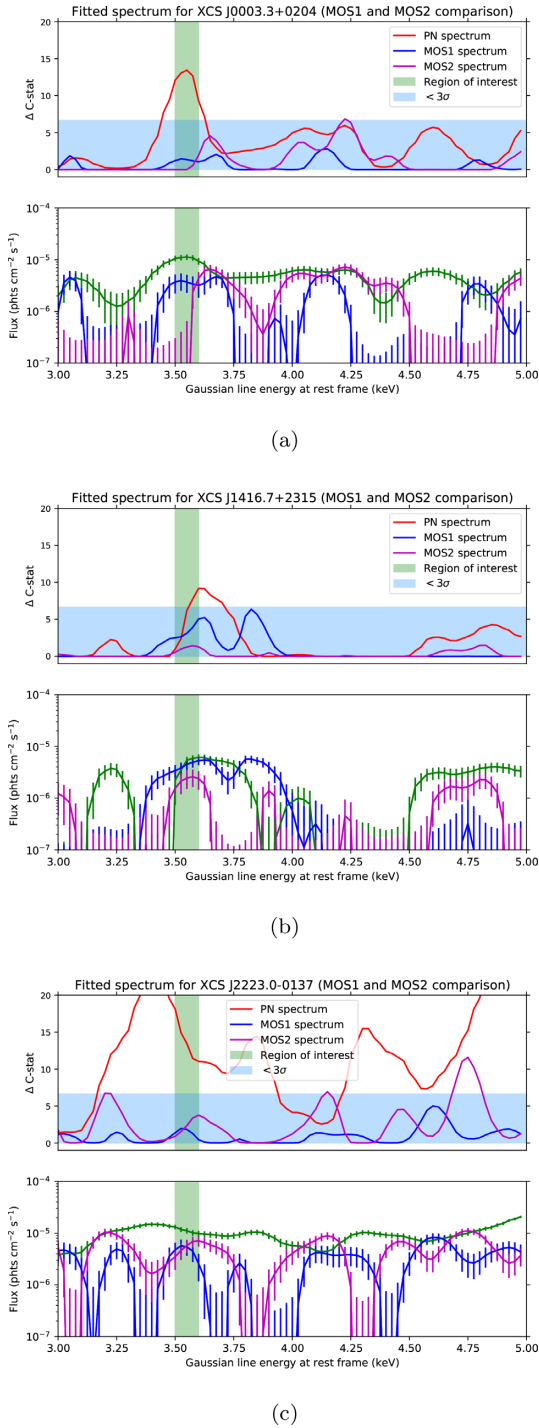 Fitted spectrum for XCS J0003.3+0204 (MOS1 and MOS2 comparison)
20
15
10
5
0
Δ C-stat
PN spectrum
MOS1 spectrum
MOS2 spectrum
Region of interest
< 3σ
10⁻⁴
10⁻⁵
10⁻⁶
10⁻⁷
Flux (phts cm⁻² s⁻¹)
3.00 3.25 3.50 3.75 4.00 4.25 4.50 4.75 5.00
Gaussian line energy at rest frame (keV)
(a)
Fitted spectrum for XCS J1416.7+2315 (MOS1 and MOS2 comparison)
20
15
10
5
0
Δ C-stat
PN spectrum
MOS1 spectrum
MOS2 spectrum
Region of interest
< 3σ
10⁻⁴
10⁻⁵
10⁻⁶
10⁻⁷
Flux (phts cm⁻² s⁻¹)
3.00 3.25 3.50 3.75 4.00 4.25 4.50 4.75 5.00
Gaussian line energy at rest frame (keV)
(b)
Fitted spectrum for XCS J2223.0-0137 (MOS1 and MOS2 comparison)
20
15
10
5
0
Δ C-stat
PN spectrum
MOS1 spectrum
MOS2 spectrum
Region of interest
< 3σ
10⁻⁴
10⁻⁵
10⁻⁶
10⁻⁷
Flux (phts cm⁻² s⁻¹)
3.00 3.25 3.50 3.75 4.00 4.25 4.50 4.75 5.00
Gaussian line energy at rest frame (keV)
(c)